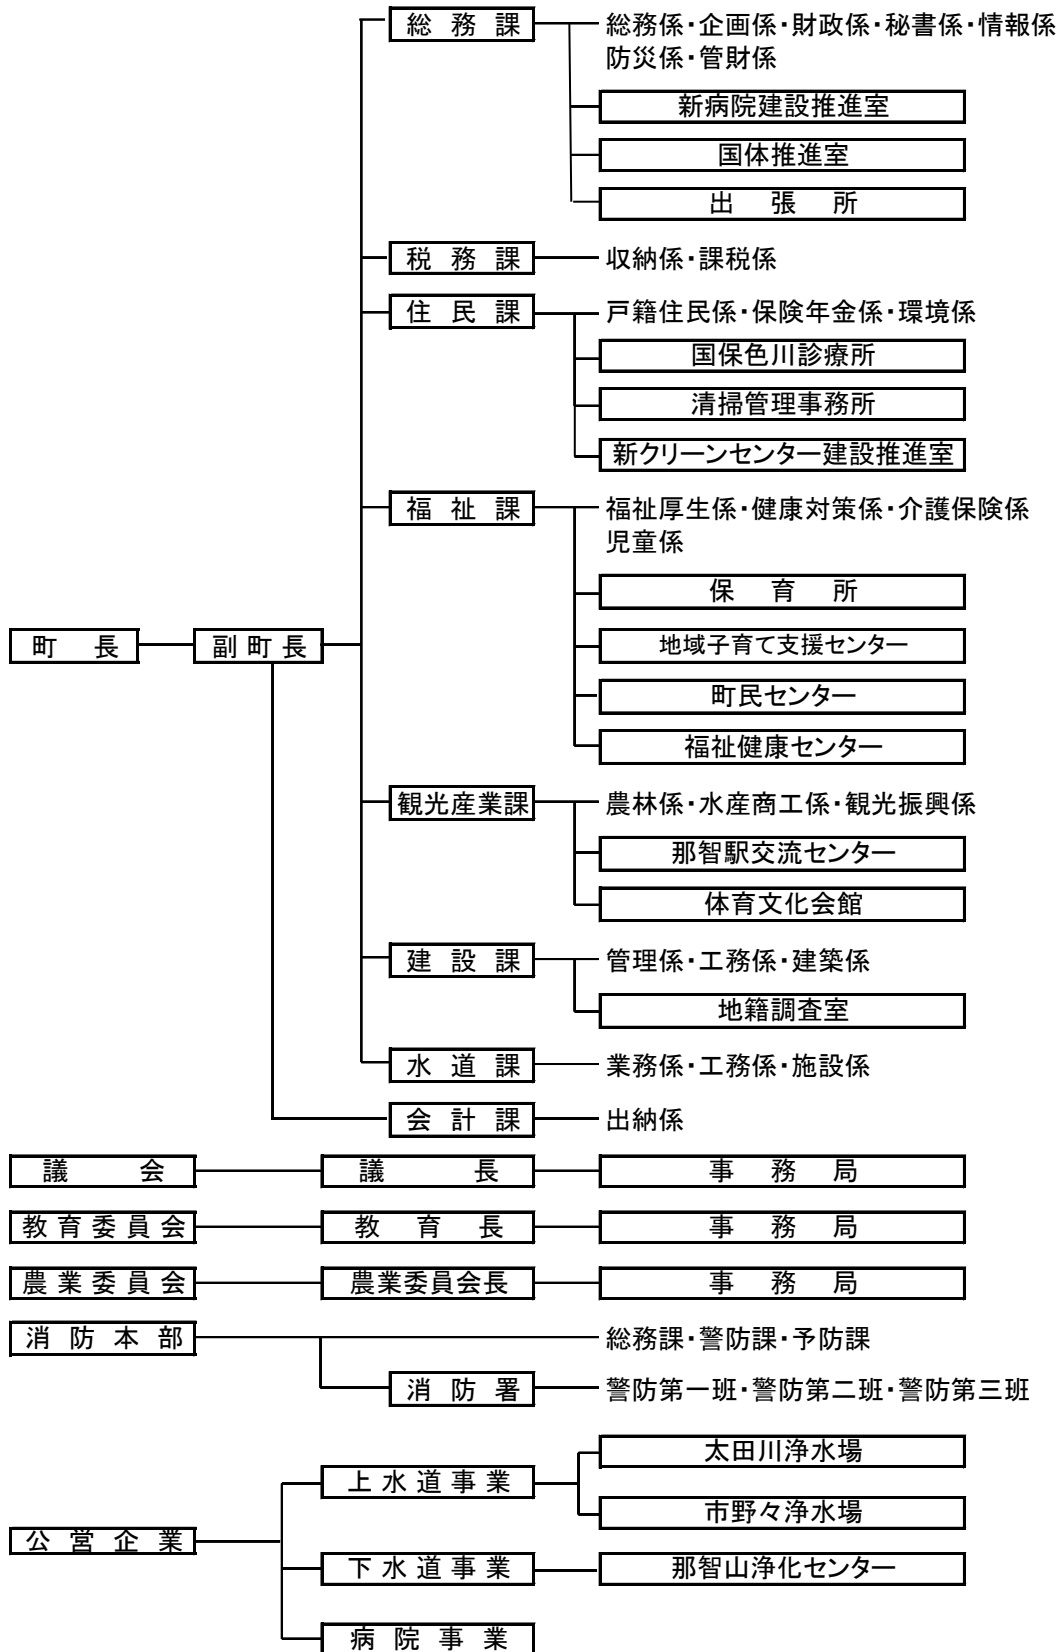 総務課 総務係・企画係・財政係・秘書係・情報係
防災係・管財係
新病院建設推進室
国体推進室
出張所
税務課 収納係・課税係
住民課 戸籍住民係・保険年金係・環境係
国保色川診療所
清掃管理事務所
新クリーンセンター建設推進室
福祉課 福祉厚生係・健康対策係・介護保険係
児童係
保育所
町長 副町長 地域子育て支援センター
町民センター
福祉健康センター
観光産業課 農林係・水産商工係・観光振興係
那智駅交流センター
体育文化会館
建設課 管理係・工務係・建築係
地籍調査室
水道課 業務係・工務係・施設係
会計課 出納係
議会 議長 事務局
教育委員会 教育長 事務局
農業委員会 農業委員会長 事務局
消防本部 総務課・警防課・予防課
消防署 警防第一班・警防第二班・警防第三班
太田川浄水場
上水道事業
市野々浄水場
公営企業
下水道事業 那智山浄化センター
病院事業